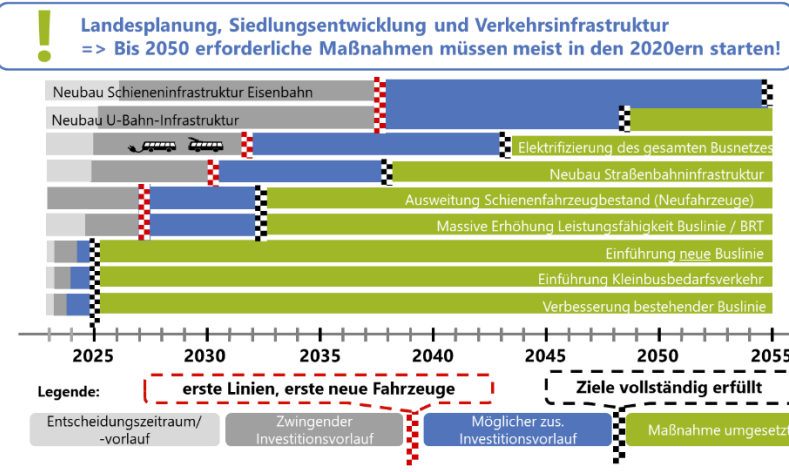 !
Landesplanung, Siedlungsentwicklung und Verkehrsinfrastruktur
=> Bis 2050 erforderliche Maßnahmen müssen meist in den 2020ern starten!
Neubau Schieneninfrastruktur Eisenbahn
Neubau U-Bahn-Infrastruktur
Elektrifizierung des gesamten Busnetzes
Neubau Straßenbahninfrastruktur
Ausweitung Schienenfahrzeugbestand (Neufahrzeuge)
Massive Erhöhung Leistungsfähigkeit Buslinie / BRT
Einführung neue Buslinie
Einführung Kleinbusbedarfsverkehr
Verbesserung bestehender Buslinie
2025 2030 2035 2040 2045 2050 2055
Legende:
erste Linien, erste neue Fahrzeuge
Ziele vollständig erfüllt
Entscheidungszeitraum/
-vorlauf
Zwingender
Investitionsvorlauf
Möglicher zus.
Investitionsvorlauf
Maßnahme umgesetzt